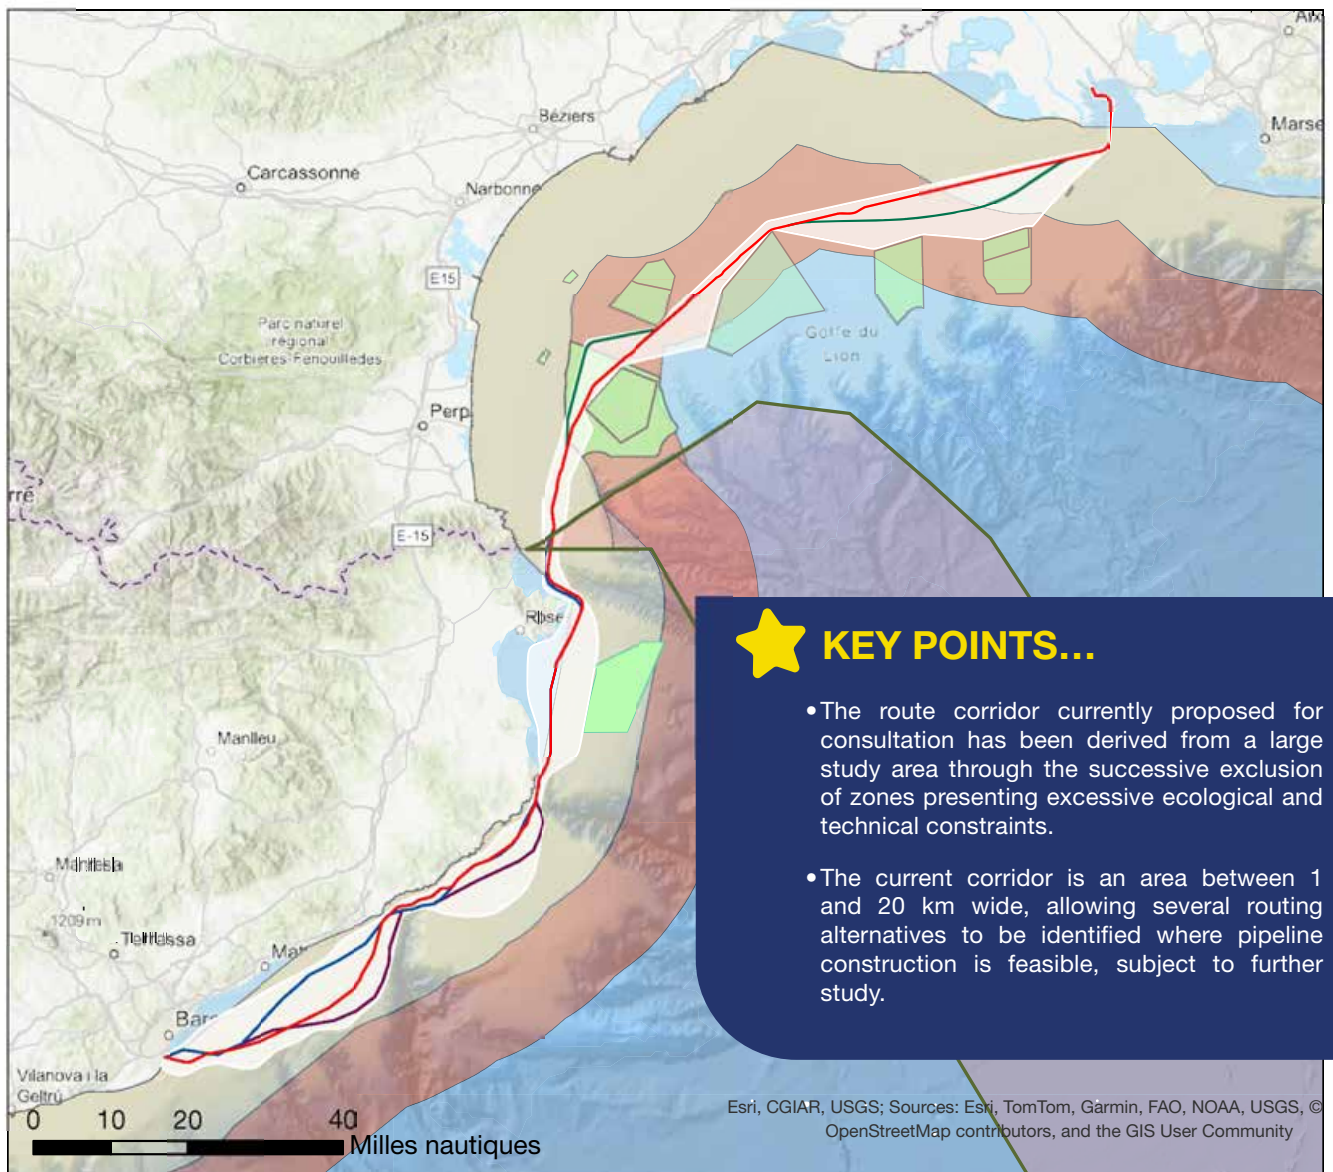 Béziers
Carcassonne
Narbonne
Marse
E15
Parc naturel
régional
Corbières-Fenouillèdes
Golfe du
Lion
Perp
E-15
Manlleu
1209 m
Mat
Barc
Vilanova i la
Geltrú
0 10 20 40
Milles nautiques
KEY POINTS...
•The route corridor currently proposed for
consultation has been derived from a large
study area through the successive exclusion
of zones presenting excessive ecological and
technical constraints.
•The current corridor is an area between 1
and 20 km wide, allowing several routing
alternatives to be identified where pipeline
construction is feasible, subject to further
study.
Esri, CGIAR, USGS; Sources: Esri, TomTom, Garmin, FAO, NOAA, USGS, ©
OpenStreetMap contributors, and the GIS User Community